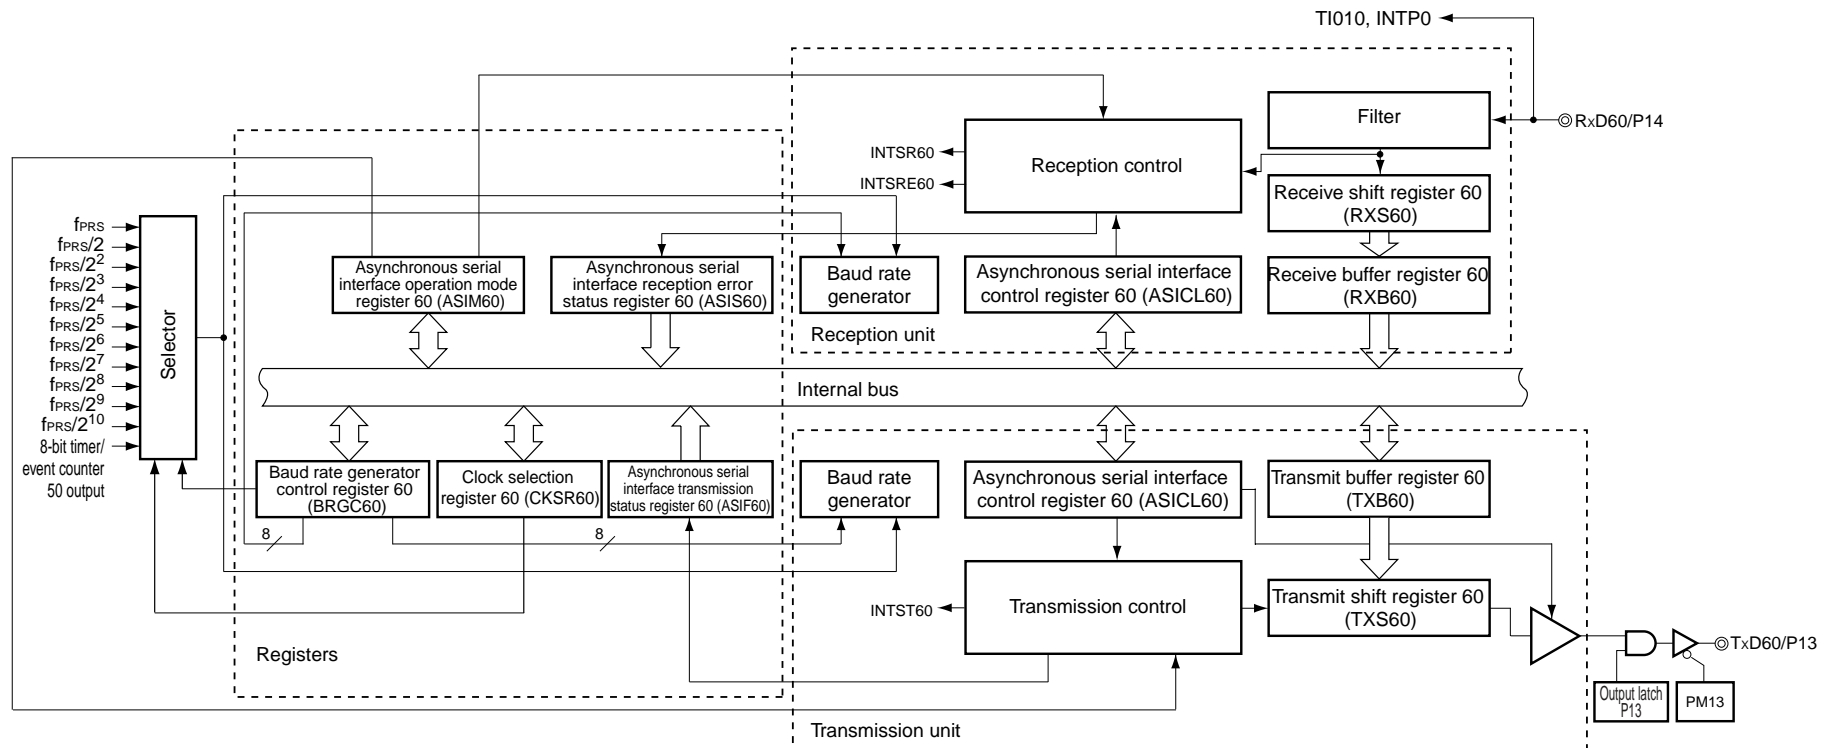 TI010, INTP0
Filter
RxD60/P14
INTSR60
INTSRE60
Reception control
Receive shift register 60
(RXS60)
fPRS
fPRS/2
fPRS/2²
fPRS/2³
fPRS/2⁴
fPRS/2⁵
fPRS/2⁶
fPRS/2⁷
fPRS/2⁸
fPRS/2⁹
fPRS/2¹⁰
8-bit timer/
event counter
50 output
Selector
Asynchronous serial
interface operation mode
register 60 (ASIM60)
Asynchronous serial
interface reception error
status register 60 (ASIS60)
Baud rate
generator
Asynchronous serial interface
control register 60 (ASICL60)
Receive buffer register 60
(RXB60)
Reception unit
Internal bus
Baud rate generator
control register 60
(BRGC60)
Clock selection
register 60 (CKSR60)
Asynchronous serial
interface transmission
status register 60 (ASIF60)
Baud rate
generator
Asynchronous serial interface
control register 60 (ASICL60)
Transmit buffer register 60
(TXB60)
8
8
INTST60
Transmission control
Transmit shift register 60
(TXS60)
TxD60/P13
Output latch
P13
PM13
Registers
Transmission unit